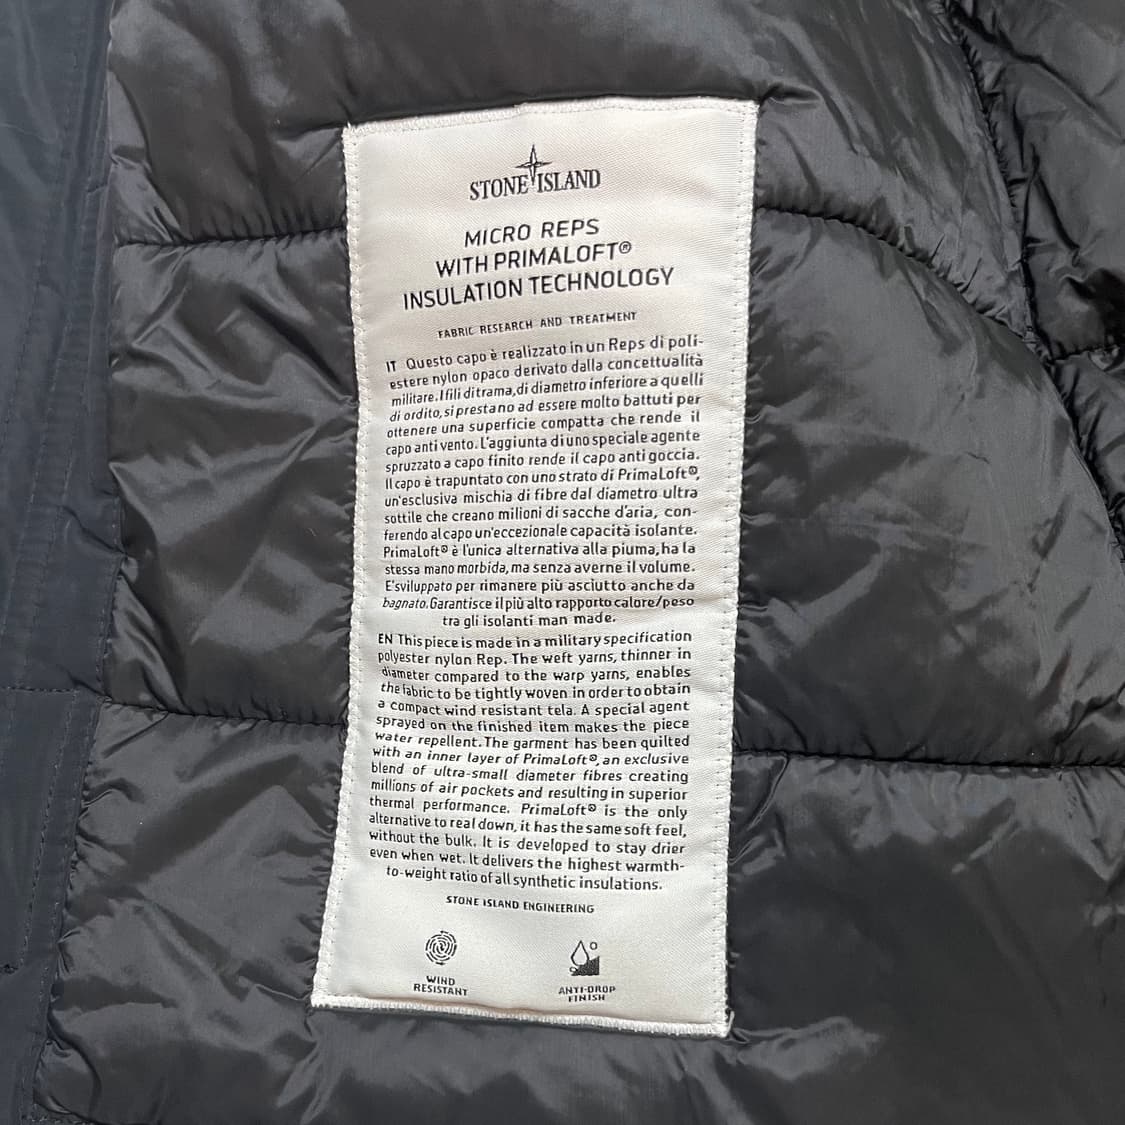 STONE ISLAND
MICRO REPS
WITH PRIMALOFT®
INSULATION TECHNOLOGY
FABRIC RESEARCH AND TREATMENT
IT Questo capo è realizzato in un Reps di poli-
estere nylon opaco derivato dalla concettualità
militare. I fili di trama, di diametro inferiore a quelli
di ordito, si prestano ad essere molto battuti per
ottenere una superficie compatta che rende il
capo anti vento. L'aggiunta di uno speciale agente
spruzzato a capo finito rende il capo anti goccia.
Il capo è trapuntato con uno strato di PrimaLoft®,
un'esclusiva mischia di fibre dal diametro ultra
sottile che creano milioni di sacche d'aria, con-
ferendo al capo un'eccezionale capacità isolante.
PrimaLoft® è l'unica alternativa alla piuma, ha la
stessa mano morbida, ma senza averne il volume.
E' sviluppato per rimanere più asciutto anche da
bagnato. Garantisce il più alto rapporto calore/peso
tra gli isolanti man made.
EN This piece is made in a military specification
polyester nylon Rep. The weft yarns, thinner in
diameter compared to the warp yarns, enables
the fabric to be tightly woven in order to obtain
a compact wind resistant tela. A special agent
sprayed on the finished item makes the piece
water repellent. The garment has been quilted
with an inner layer of PrimaLoft®, an exclusive
blend of ultra-small diameter fibres creating
millions of air pockets and resulting in superior
thermal performance. PrimaLoft® is the only
alternative to real down, it has the same soft feel,
without the bulk. It is developed to stay drier
even when wet. It delivers the highest warmth-
to-weight ratio of all synthetic insulations.
STONE ISLAND ENGINEERING
WIND
RESISTANT
ANTI-DROP
FINISH